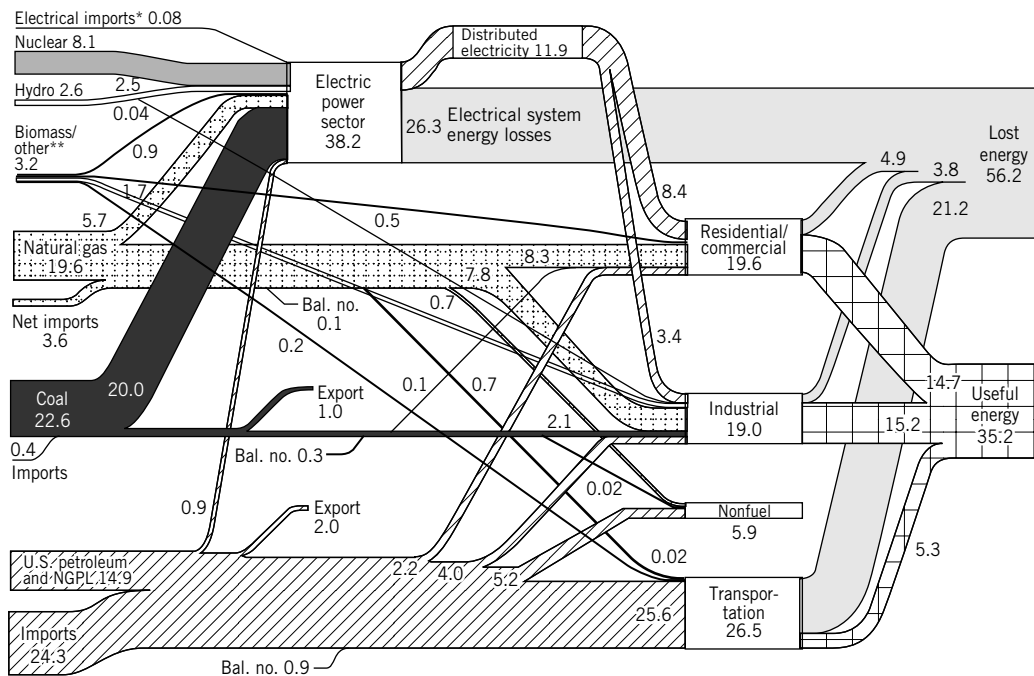 Electrical imports* 0.08
Nuclear 8.1
Hydro 2.6
2.5
0.04
Biomass/
other**
3.2
0.9
1.7
5.7
Natural gas
19.6
Net imports
3.6
Coal
22.6
20.0
0.4
Imports
U.S. petroleum
and NGPL 14.9
Imports
24.3
Electric
power
sector
38.2
Distributed
electricity 11.9
26.3
Electrical system
energy losses
Lost
energy
56.2
4.9
3.8
21.2
8.4
0.5
Residential/
commercial
19.6
8.3
7.8
0.7
Bal. no.
0.1
0.2
3.4
0.1
0.7
Export
1.0
2.1
Bal. no. 0.3
Industrial
19.0
14.7
15.2
Useful
energy
35.2
0.9
Export
2.0
0.02
Nonfuel
5.9
2.2
4.0
5.2
0.02
5.3
25.6
Transpor-
tation
26.5
Bal. no. 0.9